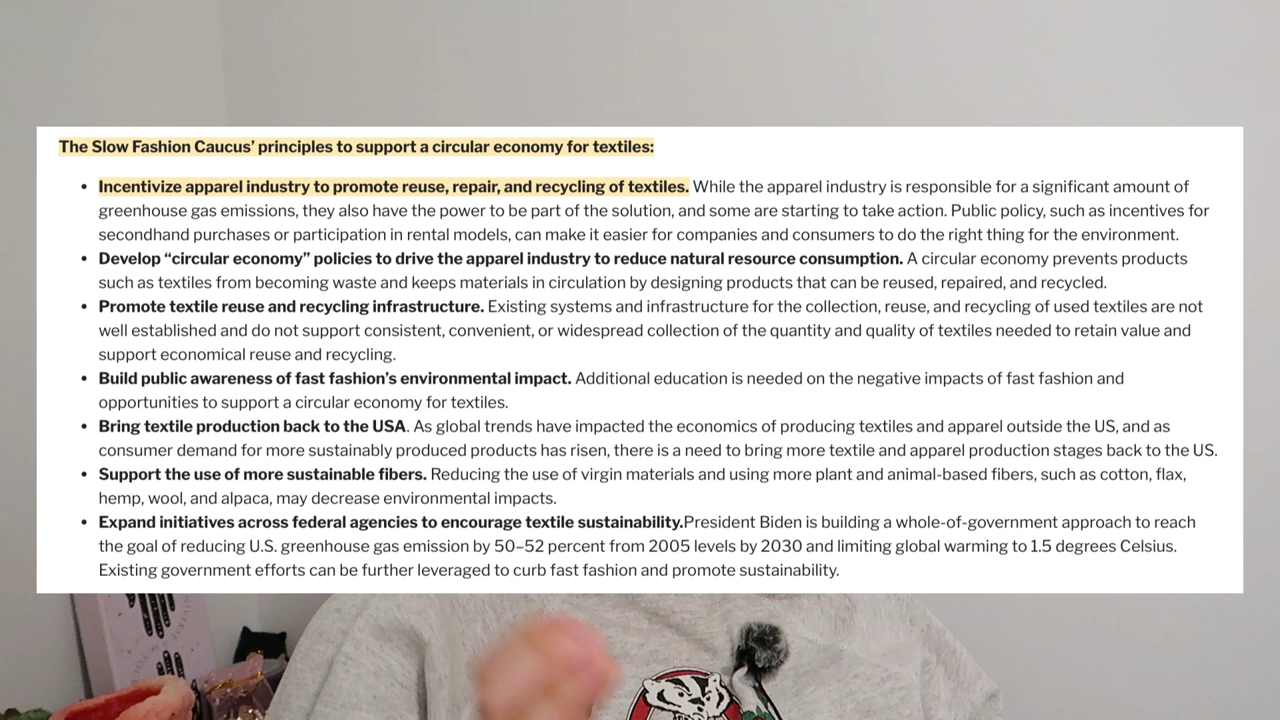 The Slow Fashion Caucus’ principles to support a circular economy for textiles:
• Incentivize apparel industry to promote reuse, repair, and recycling of textiles. While the apparel industry is responsible for a significant amount of
greenhouse gas emissions, they also have the power to be part of the solution, and some are starting to take action. Public policy, such as incentives for
secondhand purchases or participation in rental models, can make it easier for companies and consumers to do the right thing for the environment.
• Develop “circular economy” policies to drive the apparel industry to reduce natural resource consumption. A circular economy prevents products
such as textiles from becoming waste and keeps materials in circulation by designing products that can be reused, repaired, and recycled.
• Promote textile reuse and recycling infrastructure. Existing systems and infrastructure for the collection, reuse, and recycling of used textiles are not
well established and do not support consistent, convenient, or widespread collection of the quantity and quality of textiles needed to retain value and
support economical reuse and recycling.
• Build public awareness of fast fashion’s environmental impact. Additional education is needed on the negative impacts of fast fashion and
opportunities to support a circular economy for textiles.
• Bring textile production back to the USA. As global trends have impacted the economics of producing textiles and apparel outside the US, and as
consumer demand for more sustainably produced products has risen, there is a need to bring more textile and apparel production stages back to the US.
• Support the use of more sustainable fibers. Reducing the use of virgin materials and using more plant and animal-based fibers, such as cotton, flax,
hemp, wool, and alpaca, may decrease environmental impacts.
• Expand initiatives across federal agencies to encourage textile sustainability.President Biden is building a whole-of-government approach to reach
the goal of reducing U.S. greenhouse gas emission by 50–52 percent from 2005 levels by 2030 and limiting global warming to 1.5 degrees Celsius.
Existing government efforts can be further leveraged to curb fast fashion and promote sustainability.